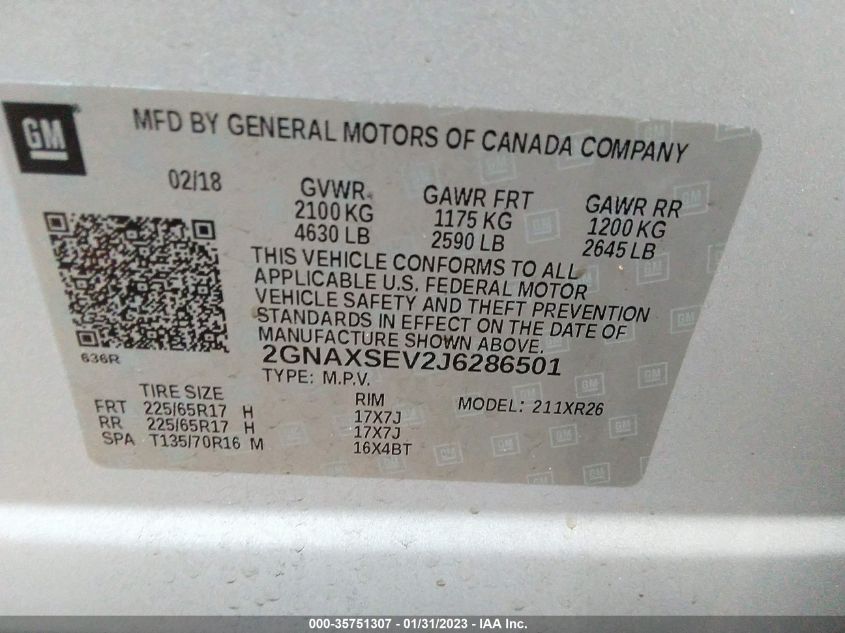 GM
MFD BY GENERAL MOTORS OF CANADA COMPANY
02/18
GVWR
2100 KG
4630 LB
GAWR FRT
1175 KG
2590 LB
GAWR RR
1200 KG
2645 LB
THIS VEHICLE CONFORMS TO ALL
APPLICABLE U.S. FEDERAL MOTOR
VEHICLE SAFETY AND THEFT PREVENTION
STANDARDS IN EFFECT ON THE DATE OF
MANUFACTURE SHOWN ABOVE.
636R
2GNAXSEV2J6286501
TYPE: M.P.V.
TIRE SIZE RIM MODEL: 211XR26
FRT 225/65R17 H 17X7J
RR 225/65R17 H 17X7J
SPA T135/70R16 M 16X4BT
000-35751307 - 01/31/2023 - IAA Inc.